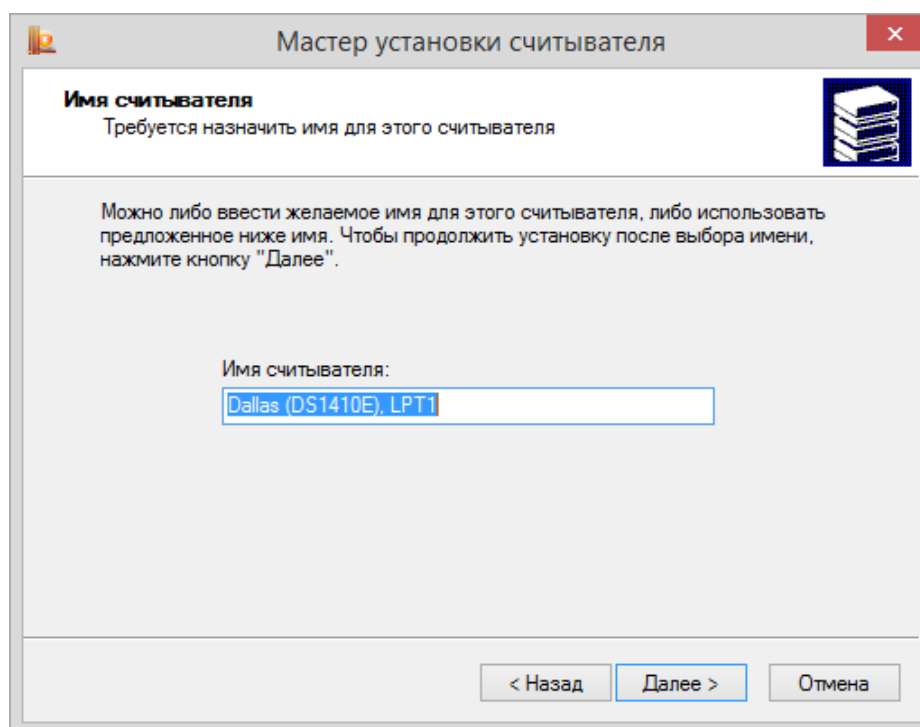 Мастер установки считывателя
Имя считывателя
Требуется назначить имя для этого считывателя
Можно либо ввести желаемое имя для этого считывателя, либо использовать
предложенное ниже имя. Чтобы продолжить установку после выбора имени,
нажмите кнопку "Далее".
Имя считывателя:
Dallas (DS1410E), LPT1
< Назад Далее > Отмена